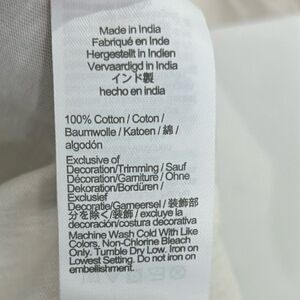 Made in India
Fabriqué en Inde
Hergestellt in Indien
Vervaardigd in India
インド製
hecho en india
100% Cotton / Coton /
Baumwolle / Katoen / 綿 /
algodón
Exclusive of
Decoration/Trimming / Sauf
Décoration/Garniture / Ohne
Dekoration/Bordüren /
Exclusief
Decoratie/Gameersel / 装飾部
分を除く/装飾 / excluye la
decoración/costura decorativa
Machine Wash Cold With Like
Colors, Non-Chlorine Bleach
Only. Tumble Dry Low. Iron on
Lowest Setting. Do not iron on
embellishment.